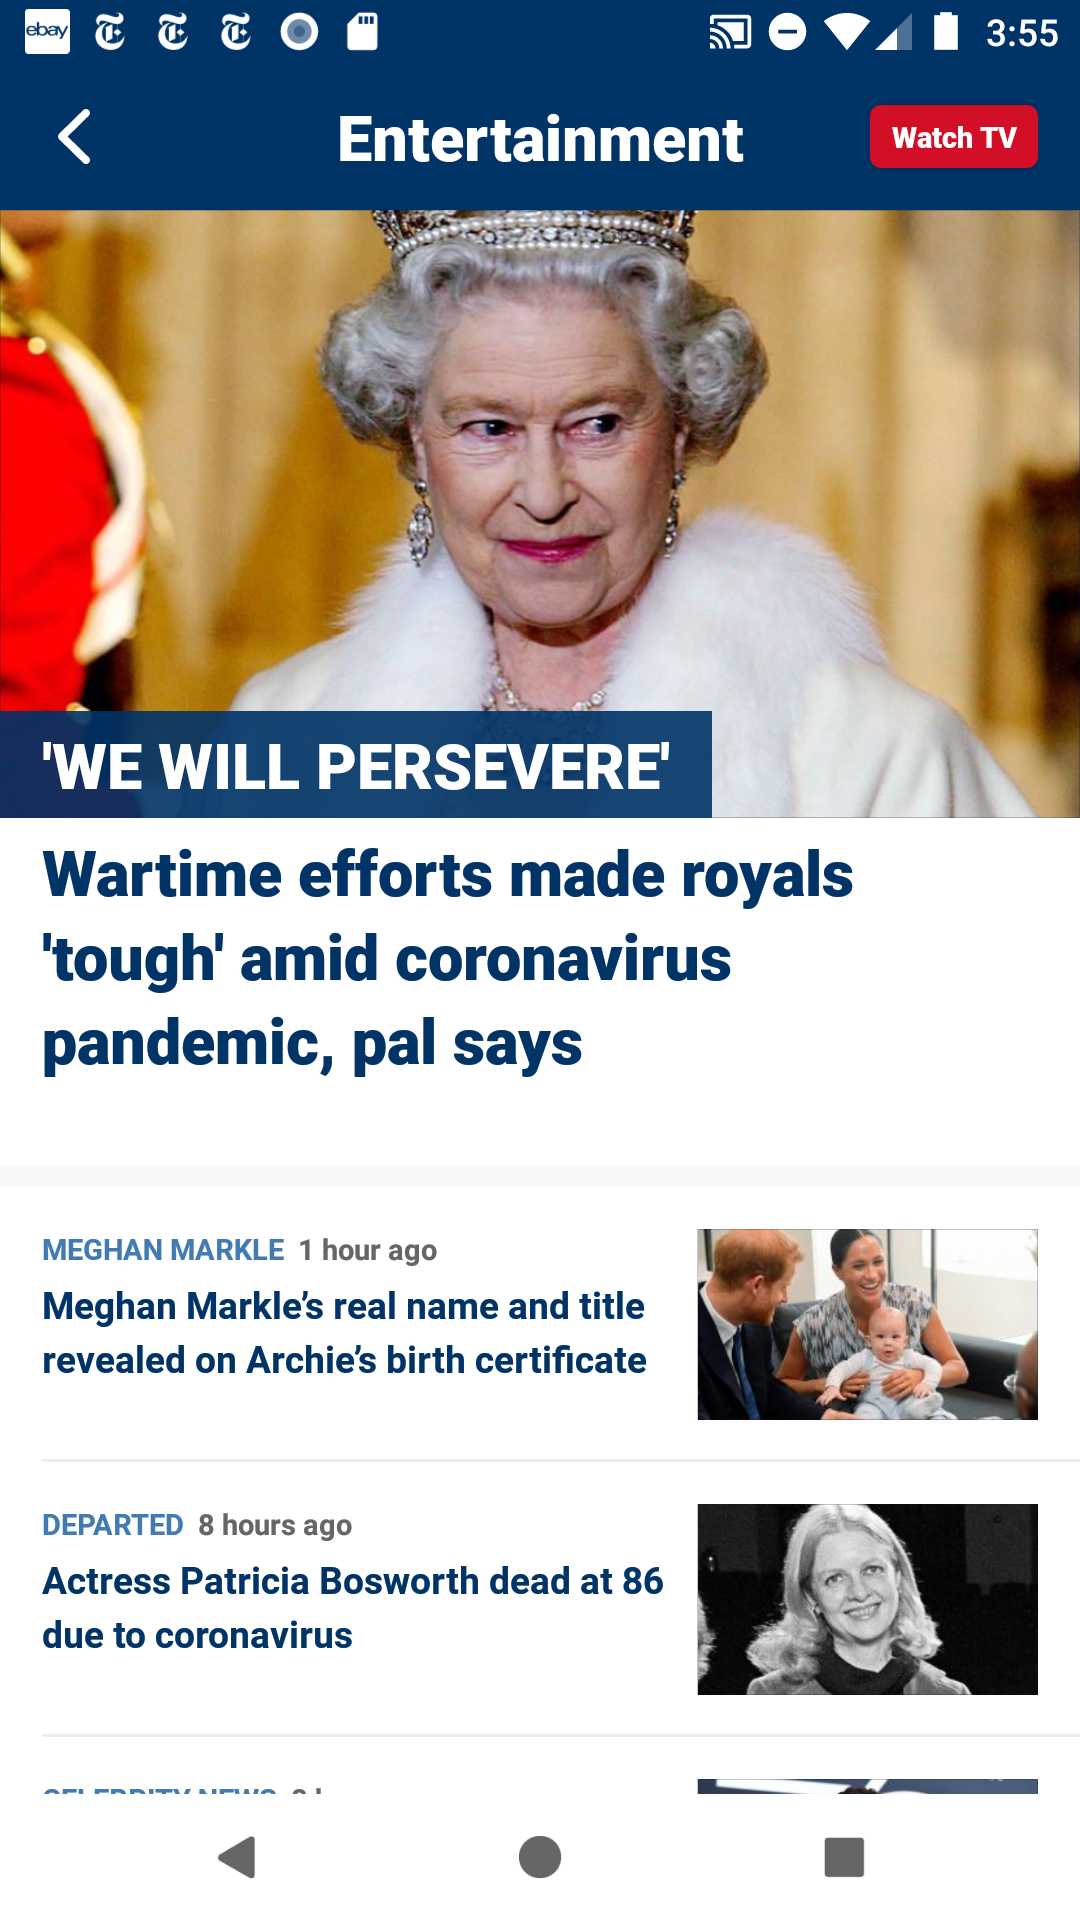 ebay
3:55
Entertainment
Watch TV
'WE WILL PERSEVERE'
Wartime efforts made royals
'tough' amid coronavirus
pandemic, pal says
MEGHAN MARKLE 1 hour ago
Meghan Markle's real name and title
revealed on Archie's birth certificate
DEPARTED 8 hours ago
Actress Patricia Bosworth dead at 86
due to coronavirus
CELEBRITY NEWS